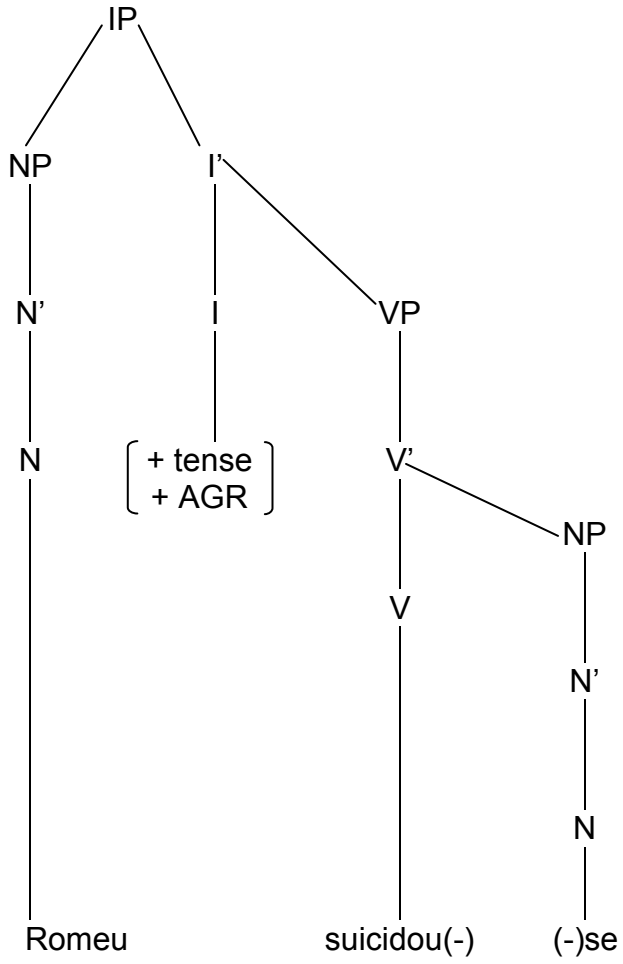 IP
NP I’
N’ I VP
N + tense V’
+ AGR
NP
V
N’
N
Romeu suicidou(-) (-)se